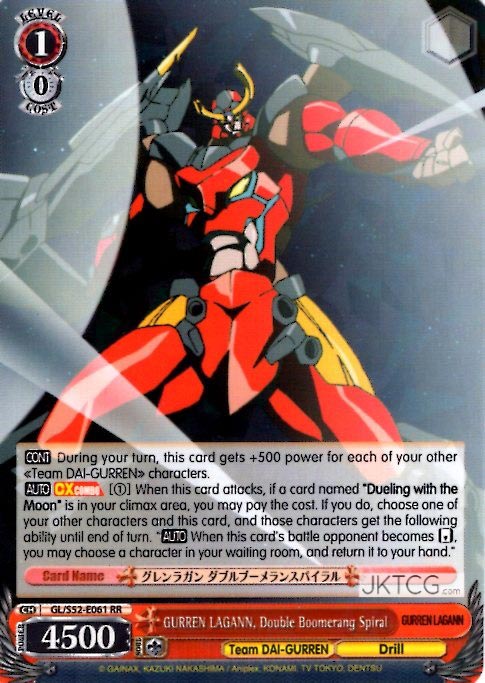 LEVEL
1
0
COST
CONT During your turn, this card gets +500 power for each of your other
«Team DAI-GURREN» characters.
AUTO CX COMBO [①] When this card attacks, if a card named "Dueling with the
Moon" is in your climax area, you may pay the cost. If you do, choose one
of your other characters and this card, and those characters get the following
ability until end of turn. "AUTO When this card's battle opponent becomes [ ],
you may choose a character in your waiting room, and return it to your hand."
Card Name グレンラガン ダブルブーメランスパイラル
JKTCG.com
CH GL/S52-E061 RR
GURREN LAGANN, Double Boomerang Spiral GURREN LAGANN
POWER 4500 SOUL
Team DAI-GURREN Drill
© GAINAX, KAZUKI NAKASHIMA / Aniplex, KONAMI, TV TOKYO, DENTSU